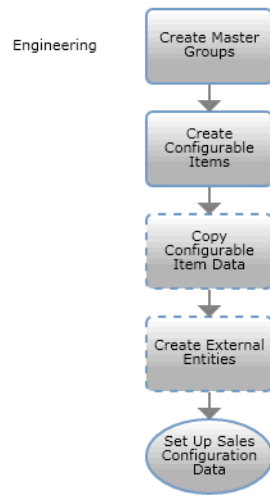 Engineering
Create Master
Groups
Create
Configurable
Items
Copy
Configurable
Item Data
Create External
Entities
Set Up Sales
Configuration
Data